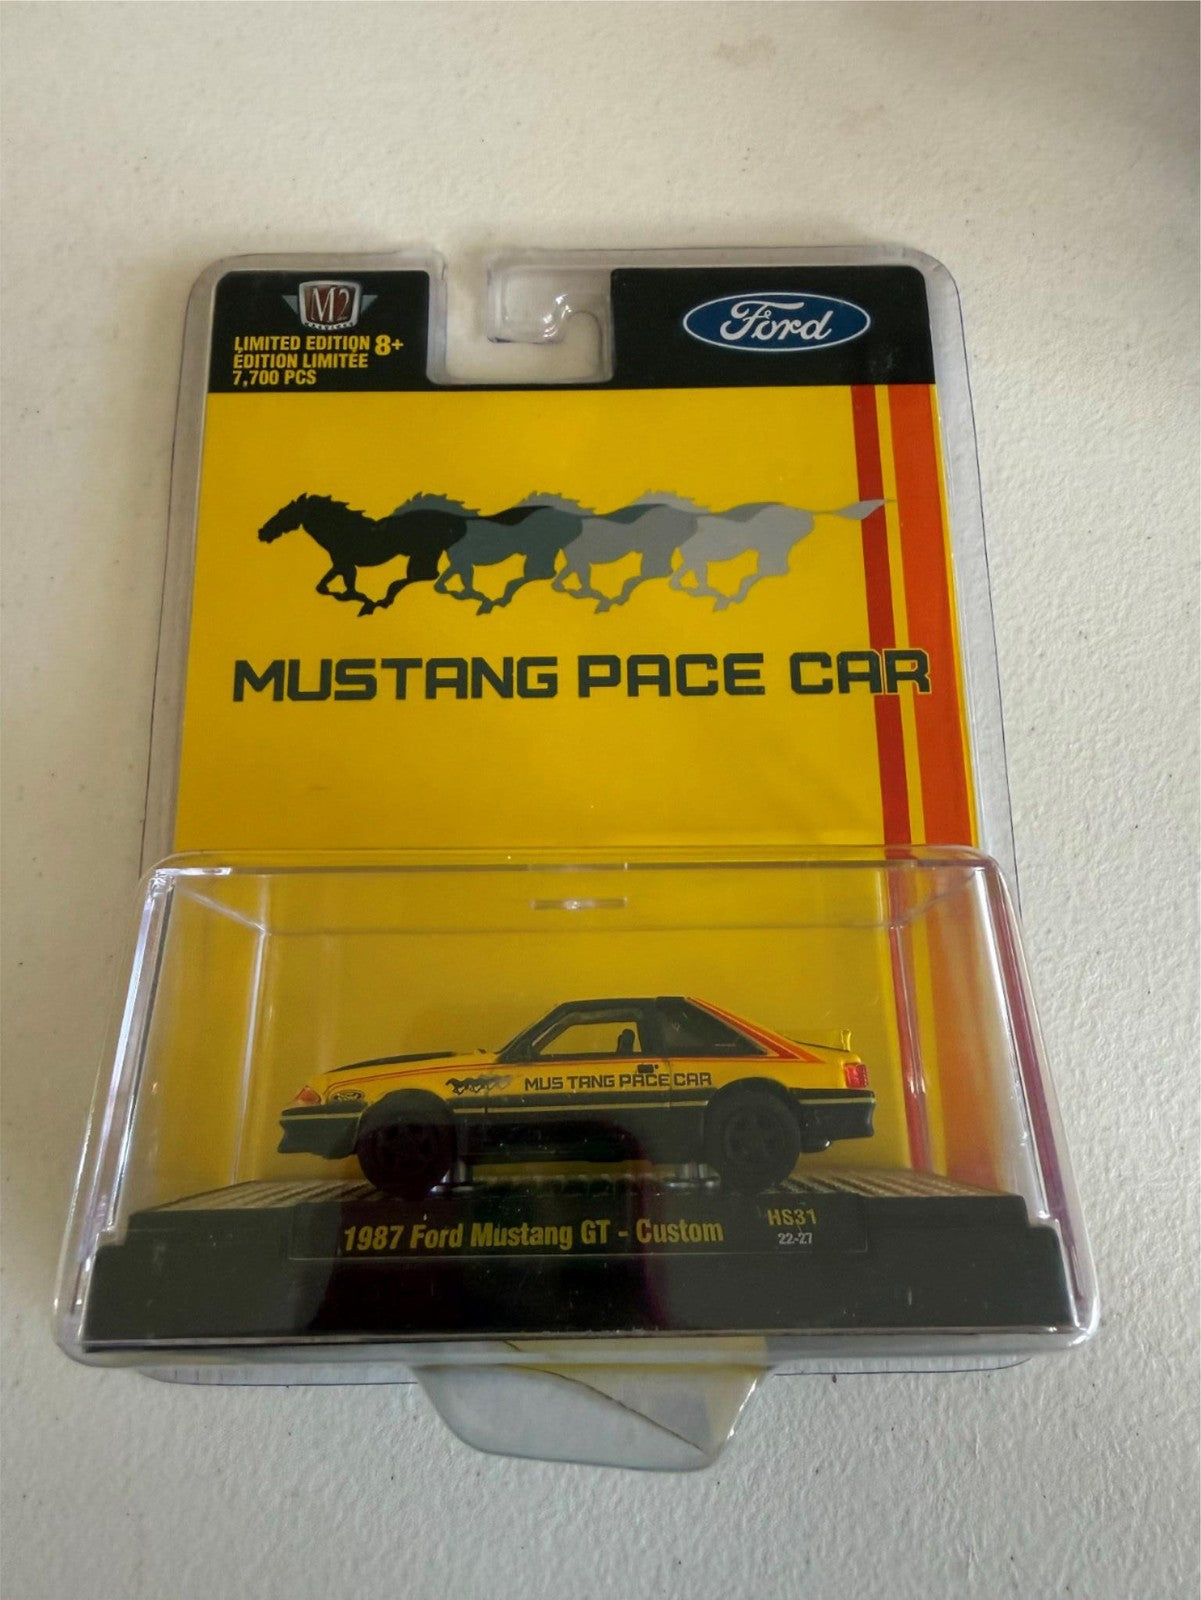 M2
LIMITED EDITION 8+
ÉDITION LIMITÉE
7,700 PCS
Ford
MUSTANG PACE CAR
MUSTANG PACE CAR
1987 Ford Mustang GT - Custom
HS31
22-27